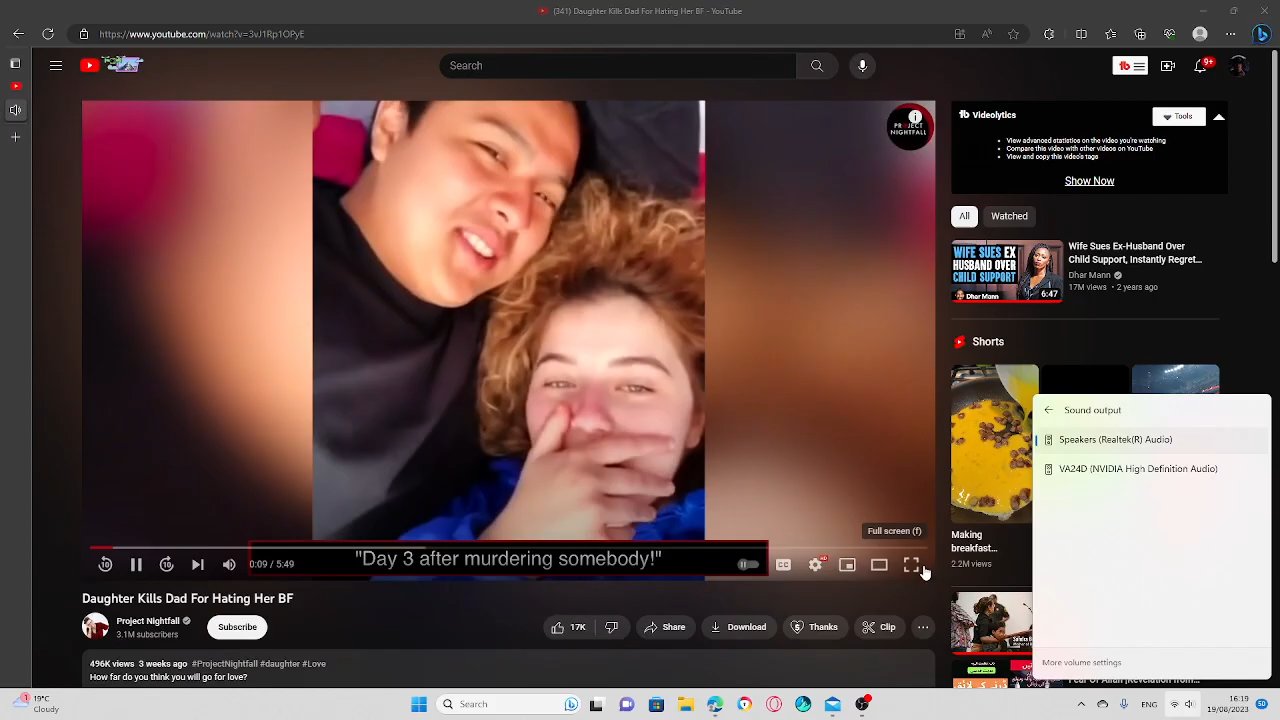 (341) Daughter Kills Dad For Hating Her BF - YouTube
https://www.youtube.com/watch?v=3uU1Rp1OPyE
Search
9+
PROJECT
NIGHTFALL
Videolytics
Tools
View advanced statistics on the video you're watching
Compare this video with other videos on YouTube
View and copy this video's tags
Show Now
All
Watched
WIFE SUES EX
HUSBAND OVER
CHILD SUPPORT
Dhar Mann
6:47
Wife Sues Ex-Husband Over
Child Support, Instantly Regret...
Dhar Mann
17M views • 2 years ago
Shorts
Making
breakfast...
2.2M views
Sound output
Speakers (Realtek(R) Audio)
VA24D (NVIDIA High Definition Audio)
More volume settings
Full screen (f)
"Day 3 after murdering somebody!"
0:09 / 5:49
HD
Daughter Kills Dad For Hating Her BF
Project Nightfall
3.1M subscribers
Subscribe
17K
Share
Download
Thanks
Clip
496K views 3 weeks ago #ProjectNightfall #daughter #Love
How far do you think you can go for love?
19°C
Cloudy
Search
ENG
16:19
29/08/2023